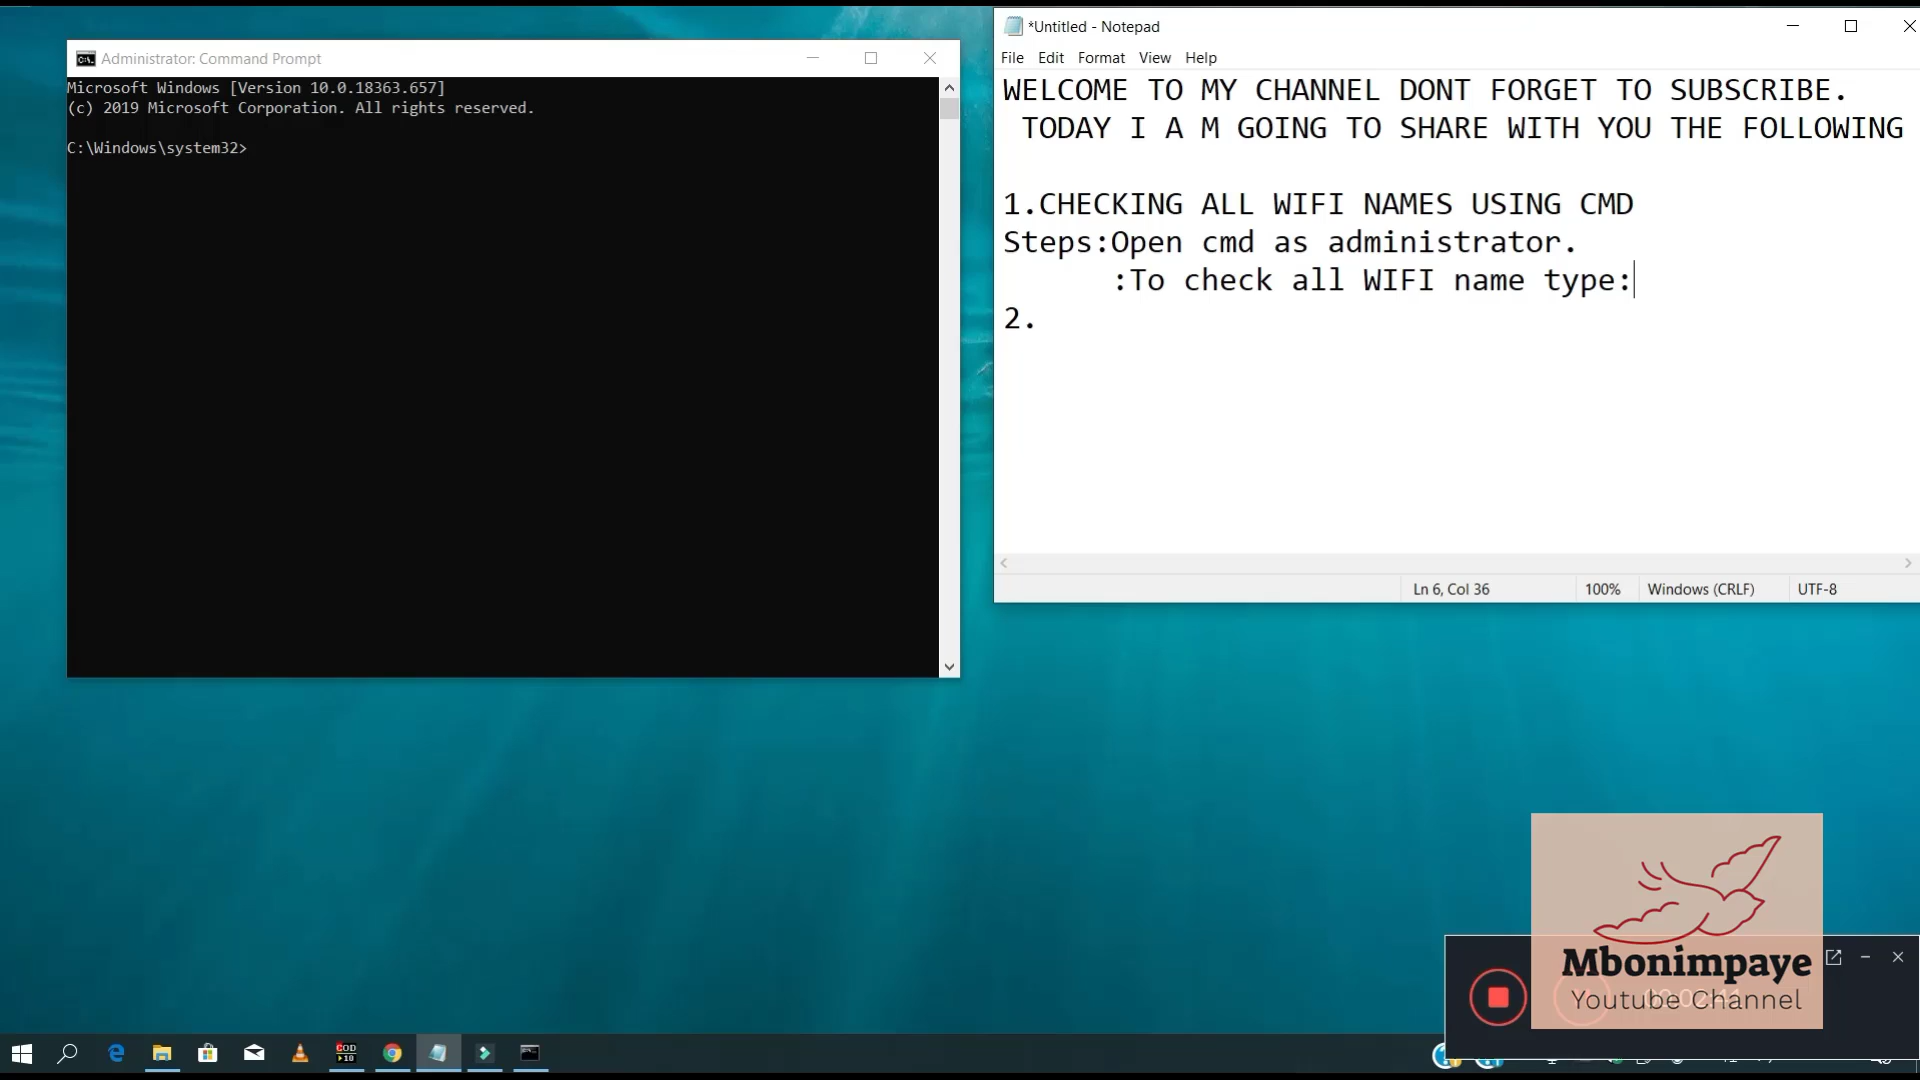 *Untitled - Notepad
File Edit Format View Help
WELCOME TO MY CHANNEL DONT FORGET TO SUBSCRIBE.
TODAY I A M GOING TO SHARE WITH YOU THE FOLLOWING
1.CHECKING ALL WIFI NAMES USING CMD
Steps:Open cmd as administrator.
:To check all WIFI name type:
2.
Ln 6, Col 36 100% Windows (CRLF) UTF-8
Administrator: Command Prompt
Microsoft Windows [Version 10.0.18363.657]
(c) 2019 Microsoft Corporation. All rights reserved.
C:\Windows\system32>
Mbonimpaye
Youtube Channel